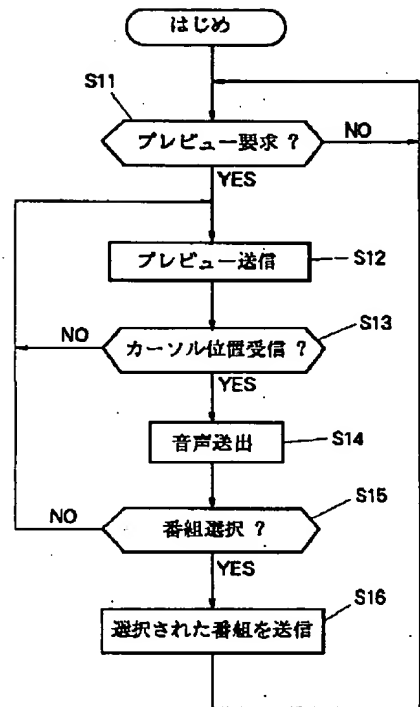 はじめ
S11
プレビュー要求 ?
NO
YES
プレビュー送信
S12
S13
カーソル位置受信 ?
NO
YES
音声送出
S14
S15
番組選択 ?
NO
YES
S16
選択された番組を送信